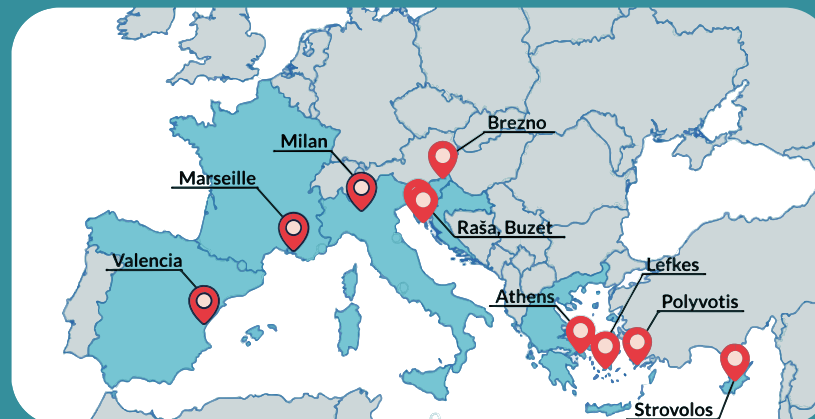 Brezno
Milan
Marseille
Raša, Buzet
Valencia
Lefkes
Athens
Polyvotis
Strovolos